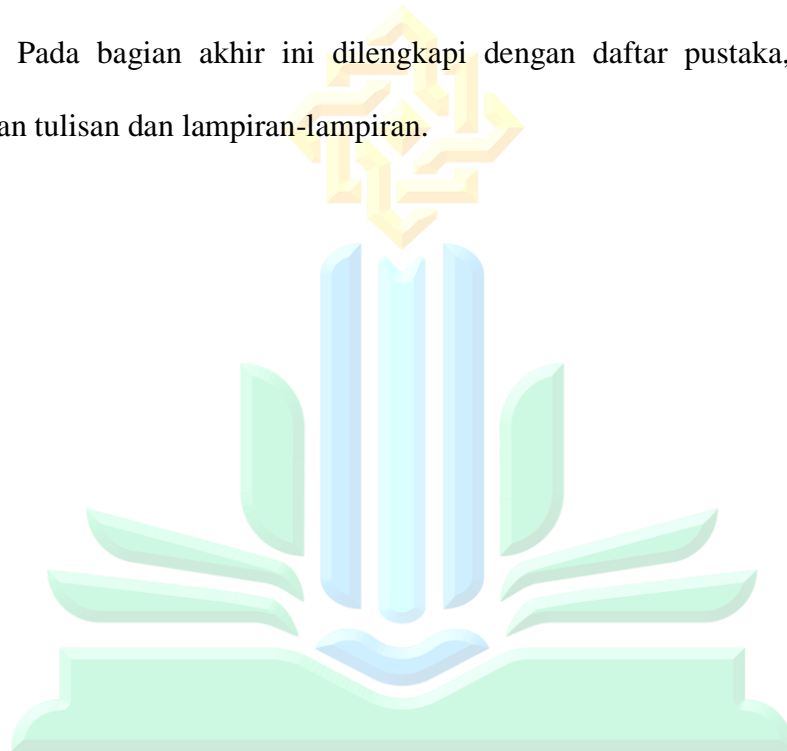 Pada bagian akhir ini dilengkapi dengan daftar pustaka,
an tulisan dan lampiran-lampiran.